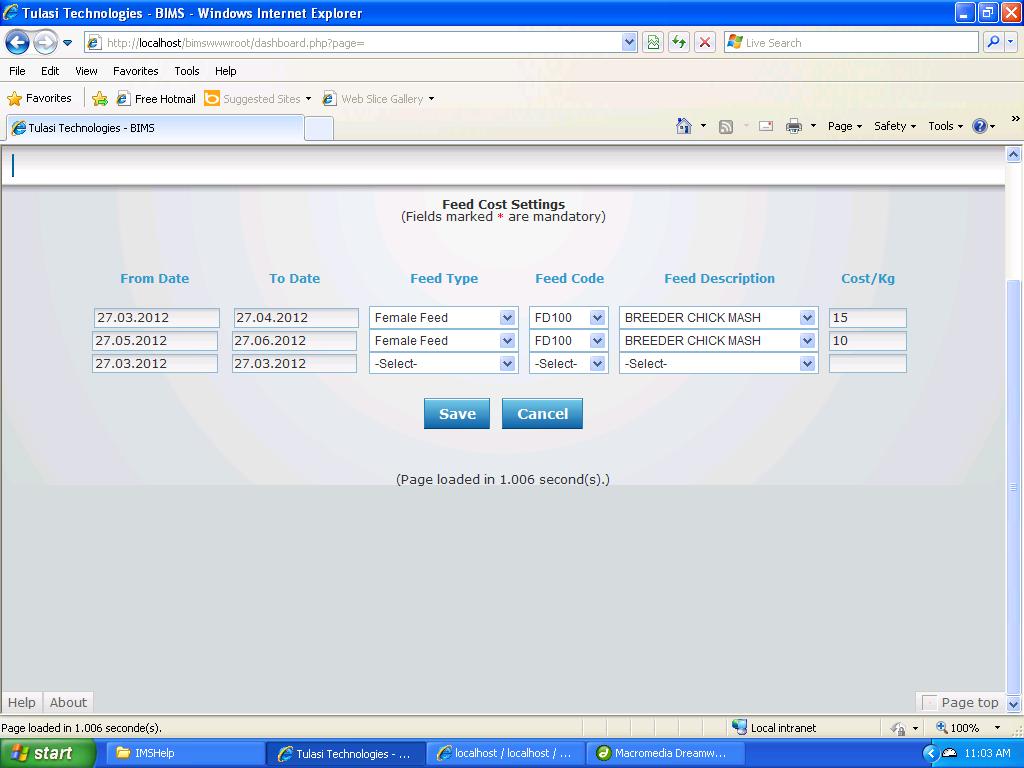 Tulasi Technologies - BIMS - Windows Internet Explorer
http://localhost/bimswwwroot/dashboard.php?page=
Live Search
File Edit View Favorites Tools Help
Favorites Free Hotmail Suggested Sites Web Slice Gallery
Tulasi Technologies - BIMS Page Safety Tools »
Feed Cost Settings
(Fields marked * are mandatory)
From Date To Date Feed Type Feed Code Feed Description Cost/Kg
27.03.2012 27.04.2012 Female Feed FD100 BREEDER CHICK MASH 15
27.05.2012 27.06.2012 Female Feed FD100 BREEDER CHICK MASH 10
27.03.2012 27.03.2012 -Select- -Select- -Select-
Save Cancel
(Page loaded in 1.006 second(s).)
Help About Page top
Page loaded in 1.006 seconde(s). Local intranet 100%
start IMSHelp Tulasi Technologies - ... localhost / localhost / ... Macromedia Dreamw... 11:03 AM